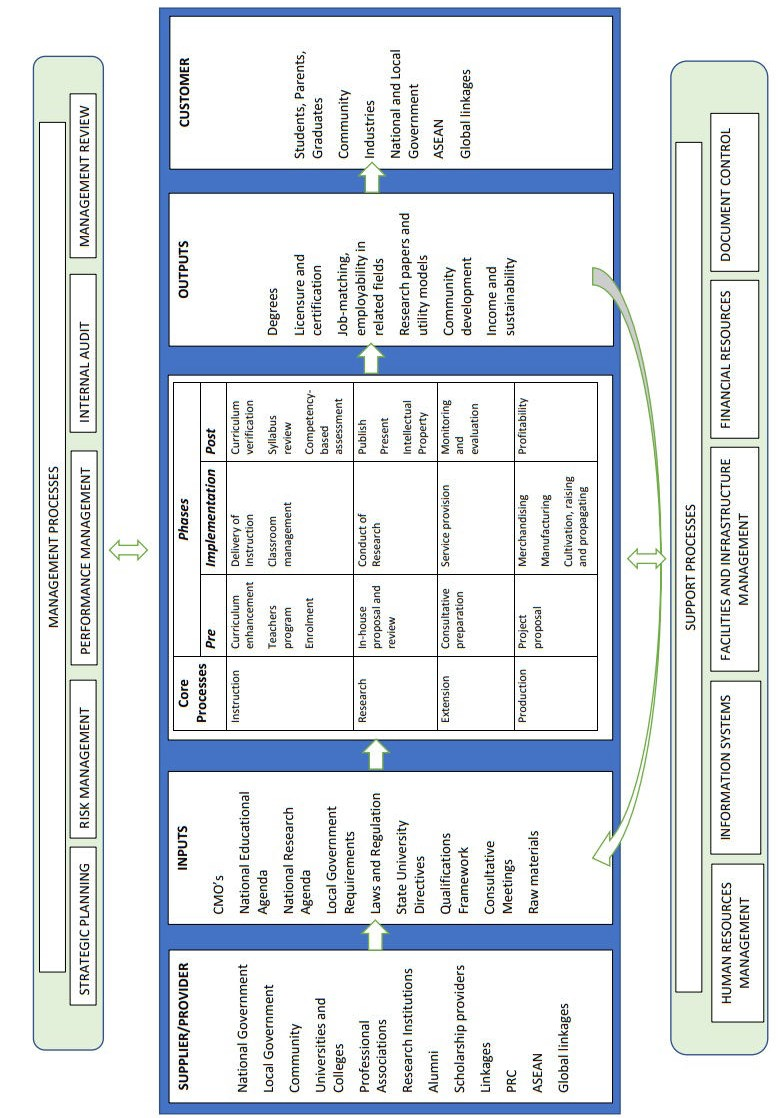 MANAGEMENT PROCESSES
STRATEGIC PLANNING
RISK MANAGEMENT
PERFORMANCE MANAGEMENT
INTERNAL AUDIT
MANAGEMENT REVIEW
SUPPLIER/PROVIDER
National Government
Local Government
Community
Universities and
Colleges
Professional
Associations
Research Institutions
Alumni
Scholarship providers
Linkages
PRC
ASEAN
Global linkages
INPUTS
CMO's
National Educational
Agenda
National Research
Agenda
Local Government
Requirements
Laws and Regulation
State University
Directives
Qualifications
Framework
Consultative
Meetings
Raw materials
Core
Processes
Phases
Pre
Implementation
Post
Instruction
Curriculum
enhancement
Teachers
program
Enrolment
Delivery of
Instruction
Classroom
management
Curriculum
verification
Syllabus
review
Competency-
based
assessment
Research
In-house
proposal and
review
Conduct of
Research
Publish
Present
Intellectual
Property
Extension
Consultative
preparation
Service provision
Monitoring
and
evaluation
Production
Project
proposal
Merchandising
Manufacturing
Cultivation, raising
and propagating
Profitability
OUTPUTS
Degrees
Licensure and
certification
Job-matching,
employability in
related fields
Research papers and
utility models
Community
development
Income and
sustainability
CUSTOMER
Students, Parents,
Graduates
Community
Industries
National and Local
Government
ASEAN
Global linkages
SUPPORT PROCESSES
HUMAN RESOURCES
MANAGEMENT
INFORMATION SYSTEMS
FACILITIES AND INFRASTRUCTURE
MANAGEMENT
FINANCIAL RESOURCES
DOCUMENT CONTROL